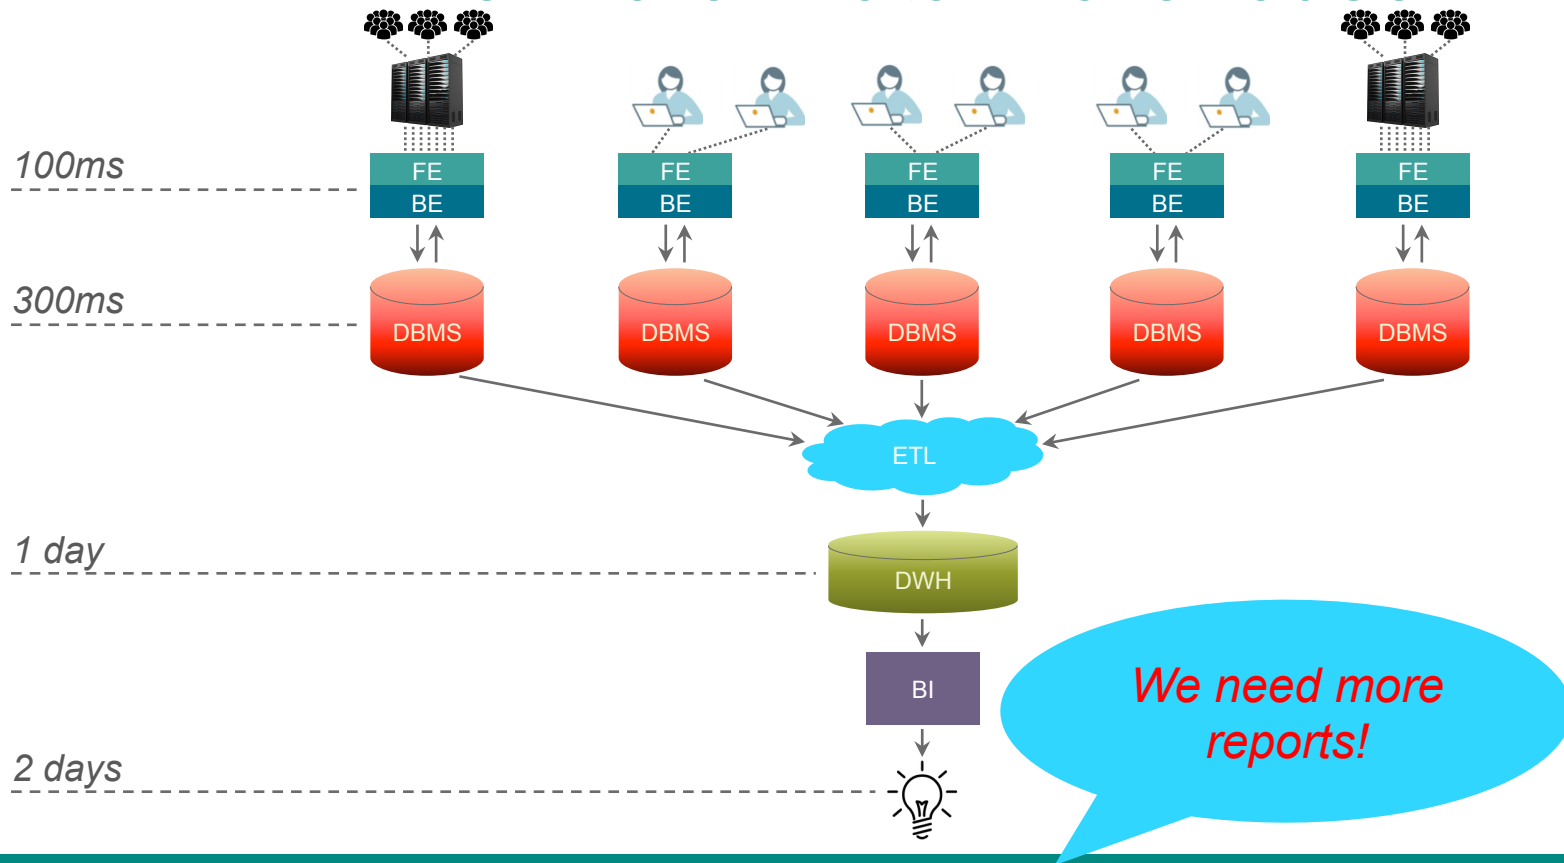 100ms
FE FE FE FE FE
BE BE BE BE BE
300ms
DBMS DBMS DBMS DBMS DBMS
ETL
1 day
DWH
BI
We need more
reports!
2 days